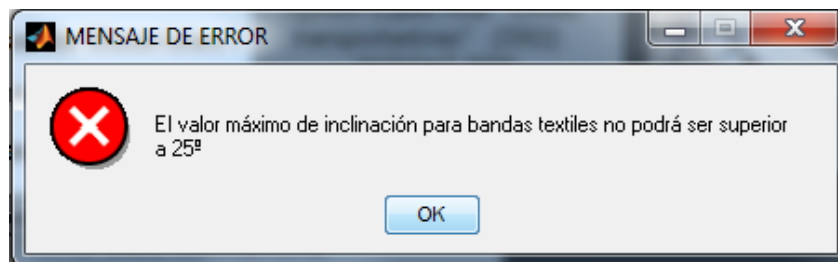 MENSAJE DE ERROR
El valor máximo de inclinación para bandas textiles no podrá ser superior
a 25º
OK